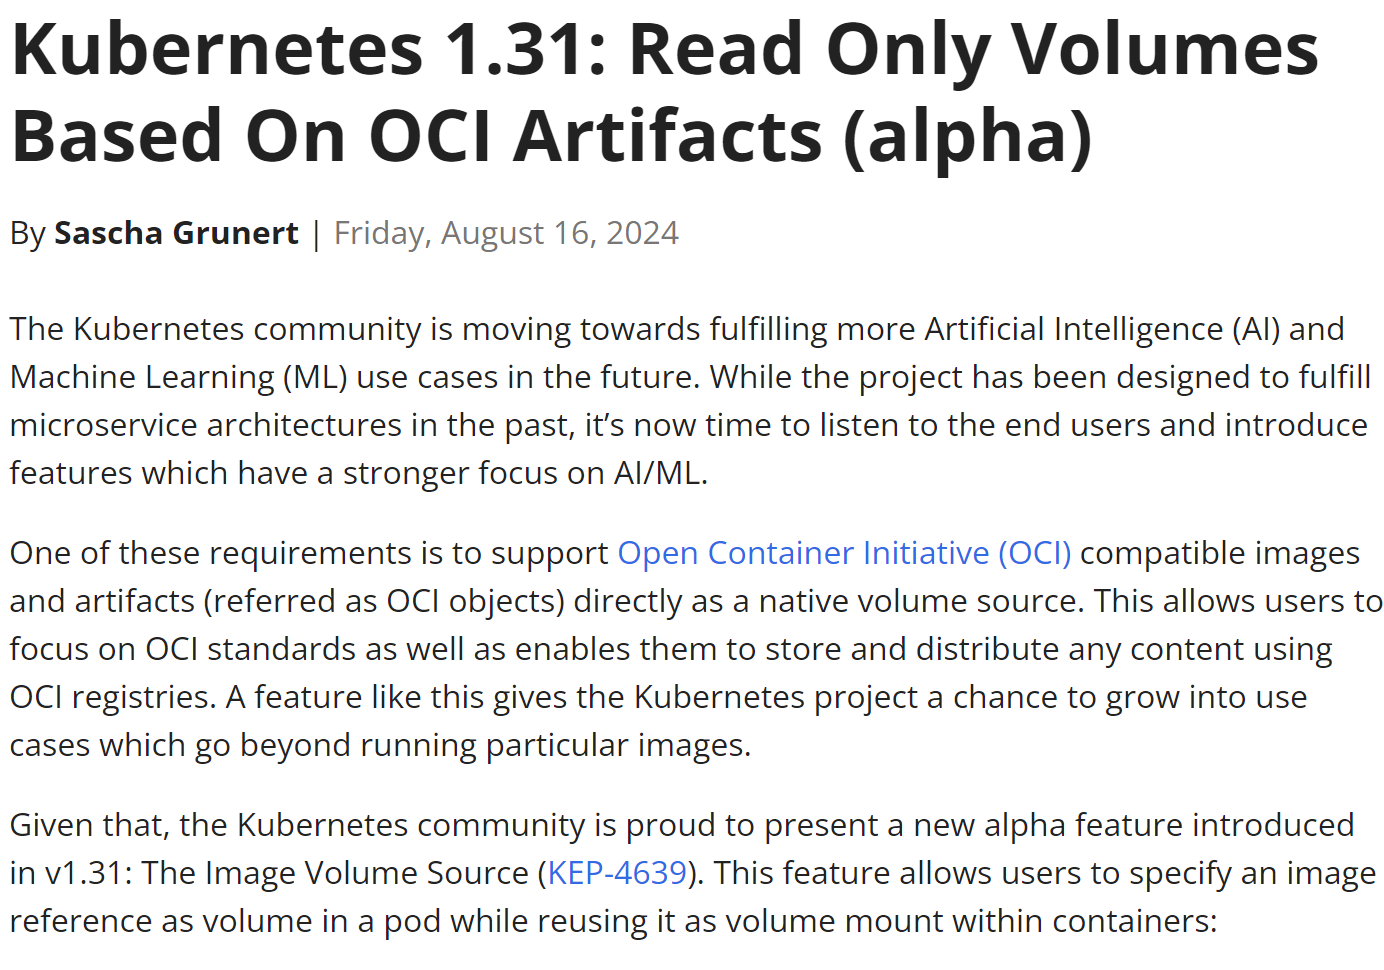 Kubernetes 1.31: Read Only Volumes
Based On OCI Artifacts (alpha)
By Sascha Grunert | Friday, August 16, 2024
The Kubernetes community is moving towards fulfilling more Artificial Intelligence (AI) and
Machine Learning (ML) use cases in the future. While the project has been designed to fulfill
microservice architectures in the past, it’s now time to listen to the end users and introduce
features which have a stronger focus on AI/ML.
One of these requirements is to support Open Container Initiative (OCI) compatible images
and artifacts (referred as OCI objects) directly as a native volume source. This allows users to
focus on OCI standards as well as enables them to store and distribute any content using
OCI registries. A feature like this gives the Kubernetes project a chance to grow into use
cases which go beyond running particular images.
Given that, the Kubernetes community is proud to present a new alpha feature introduced
in v1.31: The Image Volume Source (KEP-4639). This feature allows users to specify an image
reference as volume in a pod while reusing it as volume mount within containers: